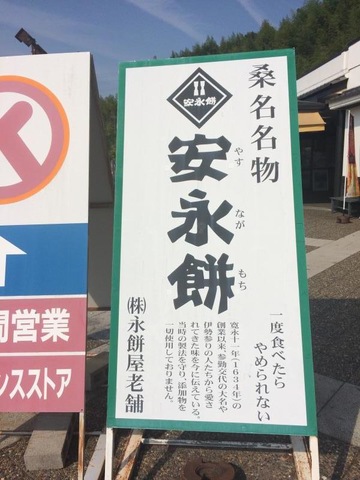 桑名名物
安永餅
安永餅
やす
なが
もち
一度食べたら
やめられない
寛永十一年(1634年)の
創業以来、参勤交代の大名や
伊勢参りの人たちから愛さ
れてきた味を今に伝えている。
当時の製法を守り、添加物を
一切使用しておりません。
㈱永餅屋老舗
間営業
ンスストア